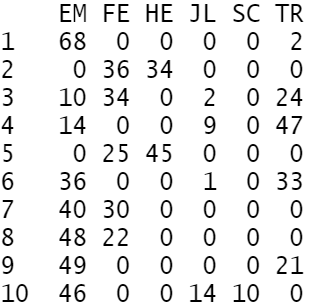 EM FE HE JL SC TR
1 68 0 0 0 0 2
2 0 36 34 0 0 0
3 10 34 0 2 0 24
4 14 0 0 9 0 47
5 0 25 45 0 0 0
6 36 0 0 1 0 33
7 40 30 0 0 0 0
8 48 22 0 0 0 0
9 49 0 0 0 0 21
10 46 0 0 14 10 0